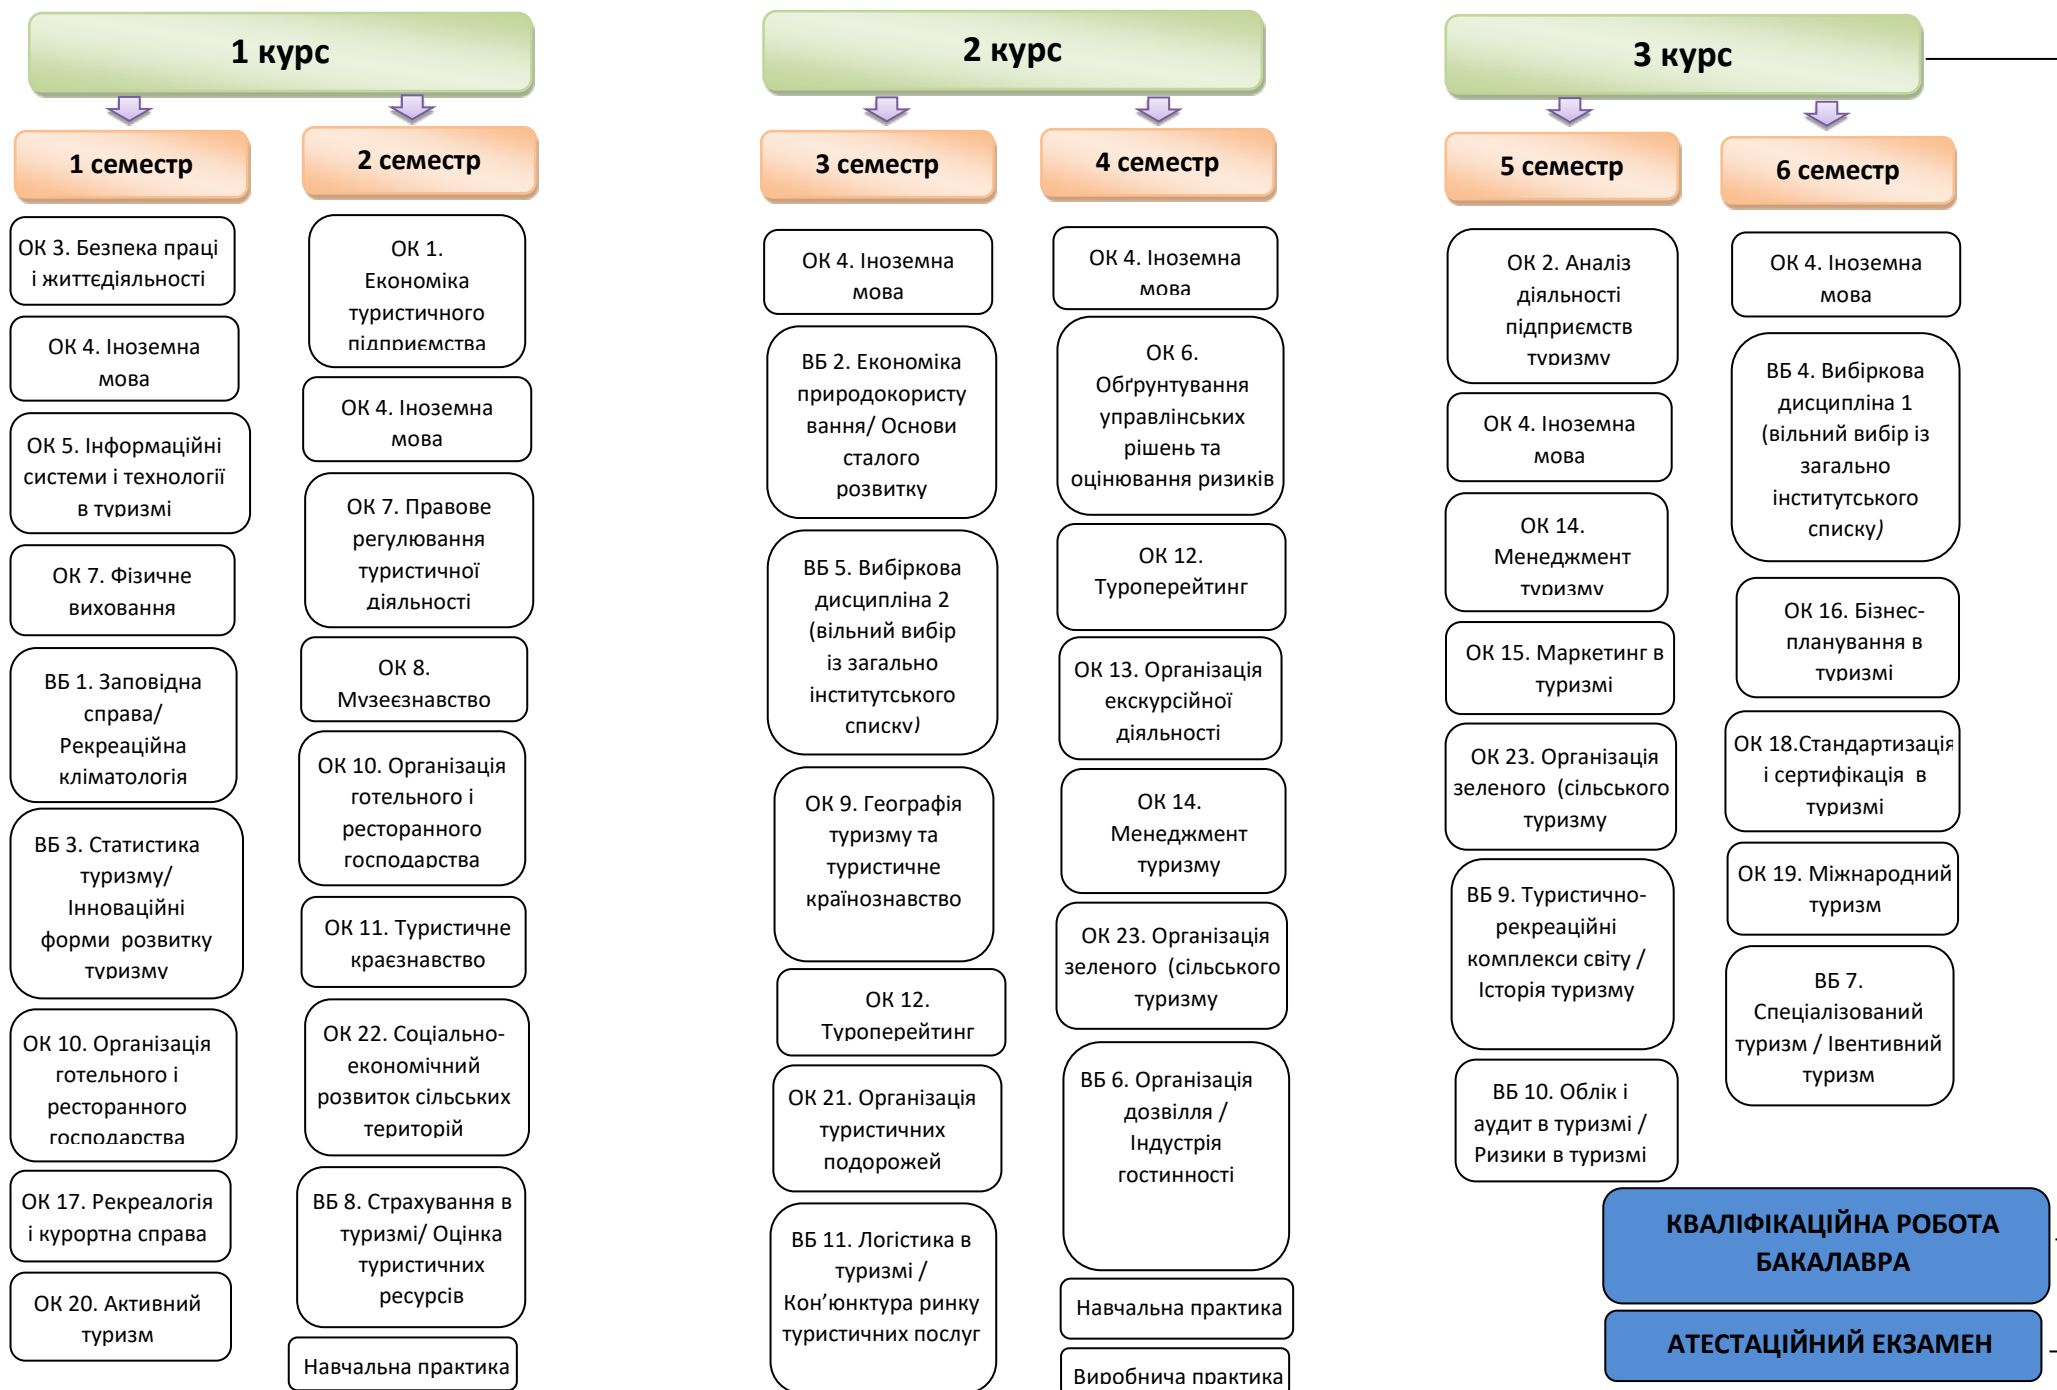 1 курс
1 семестр
ОК 3. Безпека праці
і життєдіяльності
ОК 4. Іноземна
мова
ОК 5. Інформаційні
системи і технології
в туризмі
ОК 7. Фізичне
виховання
ВБ 1. Заповідна
справа/
Рекреаційна
кліматологія
ВБ 3. Статистика
туризму/
Інноваційні
форми розвитку
туризму
ОК 10. Організація
готельного і
ресторанного
господарства
ОК 17. Рекреалогія
і курортна справа
ОК 20. Активний
туризм
2 семестр
ОК 1.
Економіка
туристичного
підприємства
ОК 4. Іноземна
мова
ОК 7. Правове
регулювання
туристичної
діяльності
ОК 8.
Музеєзнавство
ОК 10. Організація
готельного і
ресторанного
господарства
ОК 11. Туристичне
краєзнавство
ОК 22. Соціально-
економічний
розвиток сільських
територій
ВБ 8. Страхування в
туризмі/ Оцінка
туристичних
ресурсів
Навчальна практика
2 курс
3 семестр
ОК 4. Іноземна
мова
ВБ 2. Економіка
природокористу
вання/ Основи
сталого
розвитку
ВБ 5. Вибіркова
дисципліна 2
(вільний вибір
із загально
інститутського
списку)
ОК 9. Географія
туризму та
туристичне
країнознавство
ОК 12.
Туроперейтинг
ОК 21. Організація
туристичних
подорожей
ВБ 11. Логістика в
туризмі /
Кон’юнктура ринку
туристичних послуг
4 семестр
ОК 4. Іноземна
мова
ОК 6.
Обґрунтування
управлінських
рішень та
оцінювання ризиків
ОК 12.
Туроперейтинг
ОК 13. Організація
екскурсійної
діяльності
ОК 14.
Менеджмент
туризму
ОК 23. Організація
зеленого (сільського
туризму
ВБ 6. Організація
дозвілля /
Індустрія
гостинності
Навчальна практика
Виробнича практика
3 курс
5 семестр
ОК 2. Аналіз
діяльності
підприємств
туризму
ОК 4. Іноземна
мова
ОК 14.
Менеджмент
туризму
ОК 15. Маркетинг в
туризмі
ОК 23. Організація
зеленого (сільського
туризму
ВБ 9. Туристично-
рекреаційні
комплекси світу /
Історія туризму
ВБ 10. Облік і
аудит в туризмі /
Ризики в туризмі
6 семестр
ОК 4. Іноземна
мова
ВБ 4. Вибіркова
дисципліна 1
(вільний вибір із
загально
інститутського
списку)
ОК 16. Бізнес-
планування в
туризмі
ОК 18.Стандартизація
і сертифікація в
туризмі
ОК 19. Міжнародний
туризм
ВБ 7.
Спеціалізований
туризм / Івентивний
туризм
КВАЛІФІКАЦІЙНА РОБОТА
БАКАЛАВРА
АТЕСТАЦІЙНИЙ ЕКЗАМЕН